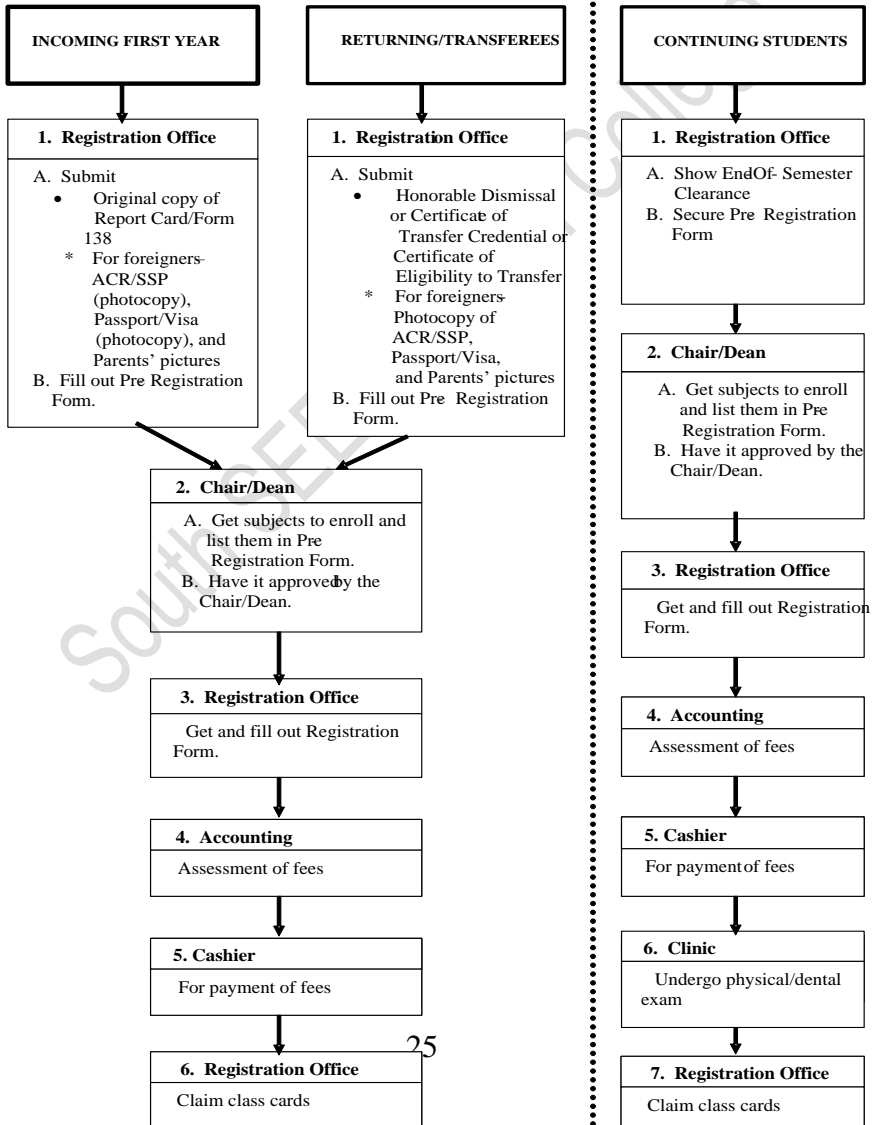 INCOMING FIRST YEAR
1. Registration Office
A. Submit
• Original copy of
Report Card/Form
138
* For foreigners-
ACR/SSP
(photocopy),
Passport/Visa
(photocopy), and
Parents' pictures
B. Fill out Pre Registration
Form.
RETURNING/TRANSFEREES
1. Registration Office
A. Submit
• Honorable Dismissal
or Certificate of
Transfer Credential or
Certificate of
Eligibility to Transfer
* For foreigners-
Photocopy of
ACR/SSP,
Passport/Visa,
and Parents' pictures
B. Fill out Pre Registration
Form.
2. Chair/Dean
A. Get subjects to enroll and
list them in Pre
Registration Form.
B. Have it approved by the
Chair/Dean.
3. Registration Office
Get and fill out Registration
Form.
4. Accounting
Assessment of fees
5. Cashier
For payment of fees
6. Registration Office
Claim class cards
CONTINUING STUDENTS
1. Registration Office
A. Show End Of- Semester
Clearance
B. Secure Pre Registration
Form
2. Chair/Dean
A. Get subjects to enroll
and list them in Pre
Registration Form.
B. Have it approved by the
Chair/Dean.
3. Registration Office
Get and fill out Registration
Form.
4. Accounting
Assessment of fees
5. Cashier
For payment of fees
6. Clinic
Undergo physical/dental
exam
7. Registration Office
Claim class cards
25
South